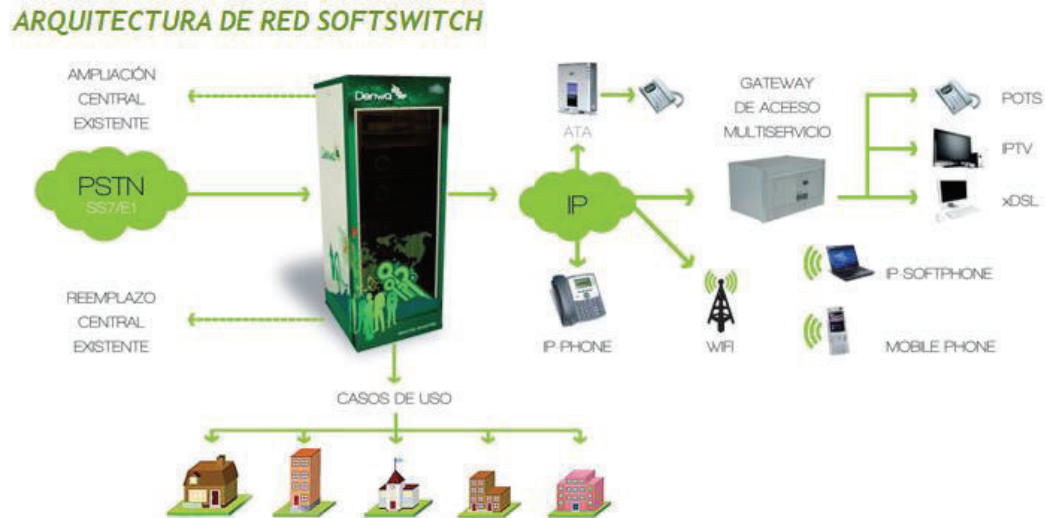 ARQUITECTURA DE RED SOFTSWITCH
AMPLIACIÓN
CENTRAL
EXISTENTE
PSTN
SS7/E1
REEMPLAZO
CENTRAL
EXISTENTE
Denwa
Denwa
CASOS DE USO
ATA
IP
IP PHONE
GATEWAY
DE ACEESO
MULTISERVICIO
WIFI
POTS
IPTV
xDSL
IP SOFTPHONE
MOBILE PHONE